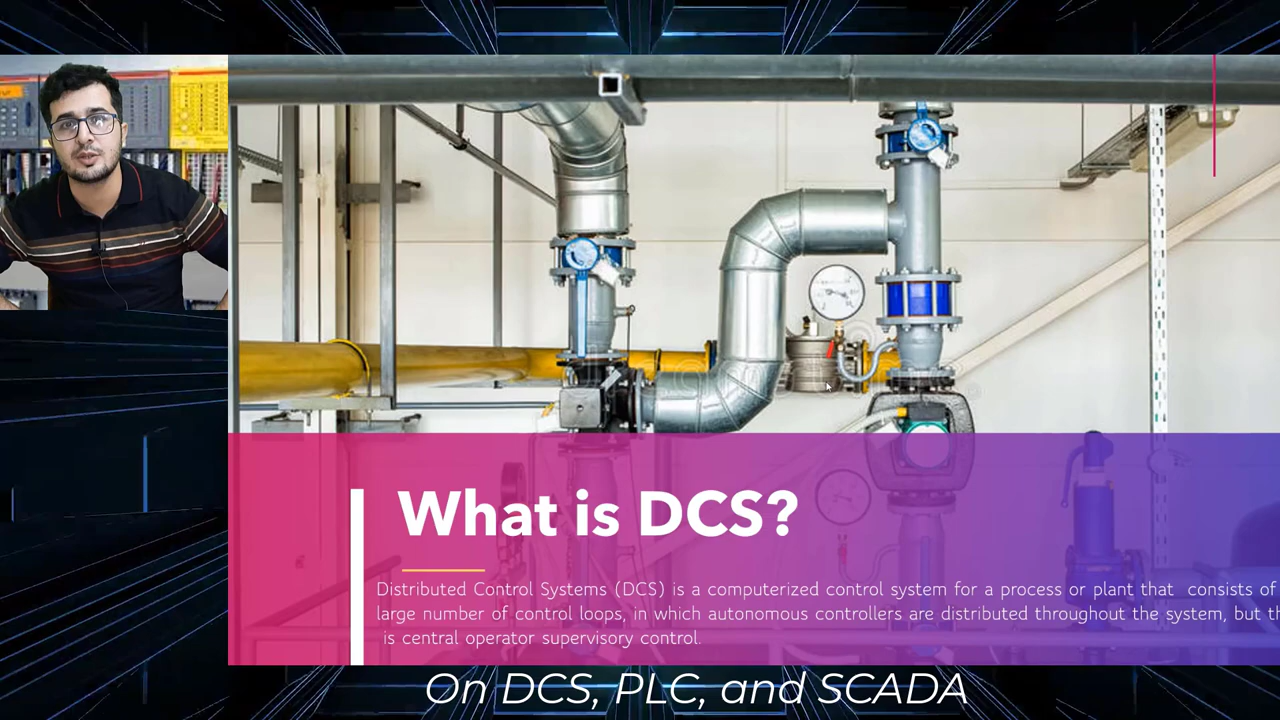 What is DCS?
Distributed Control Systems (DCS) is a computerized control system for a process or plant that consists of
large number of control loops, in which autonomous controllers are distributed throughout the system, but
is central operator supervisory control.
On DCS, PLC, and SCADA